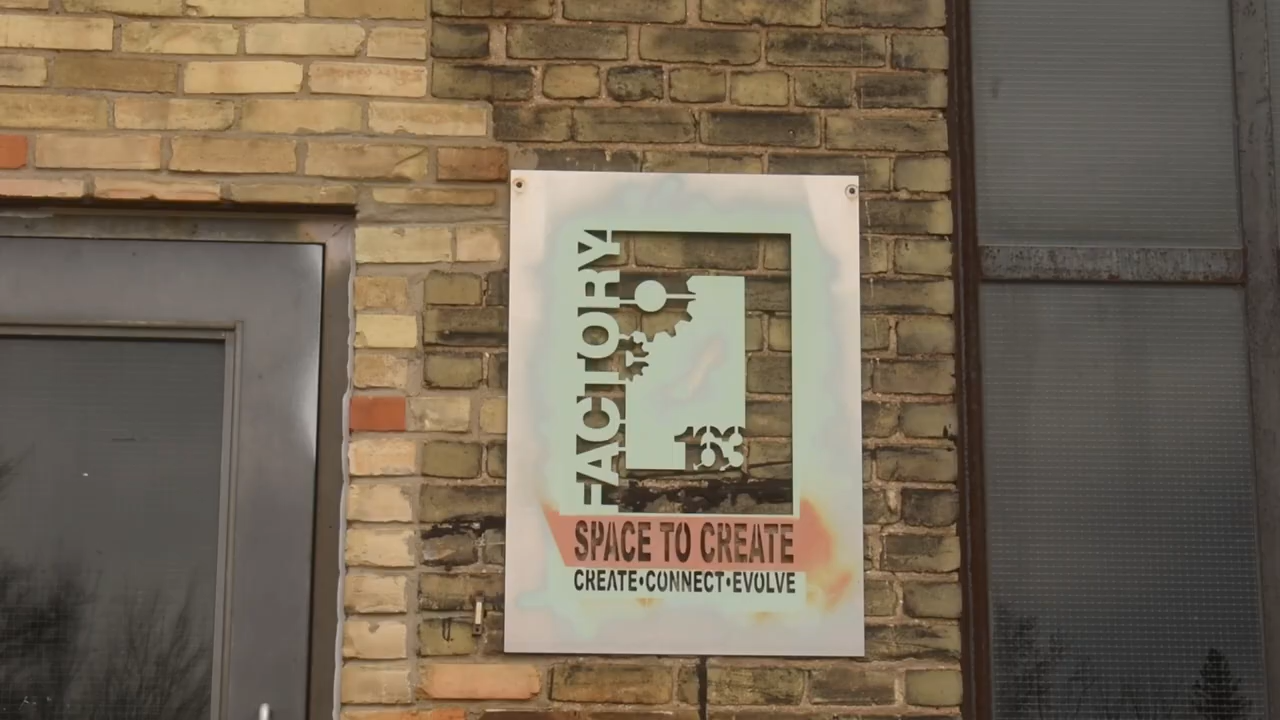 FACTORY
163
SPACE TO CREATE
CREATE•CONNECT•EVOLVE